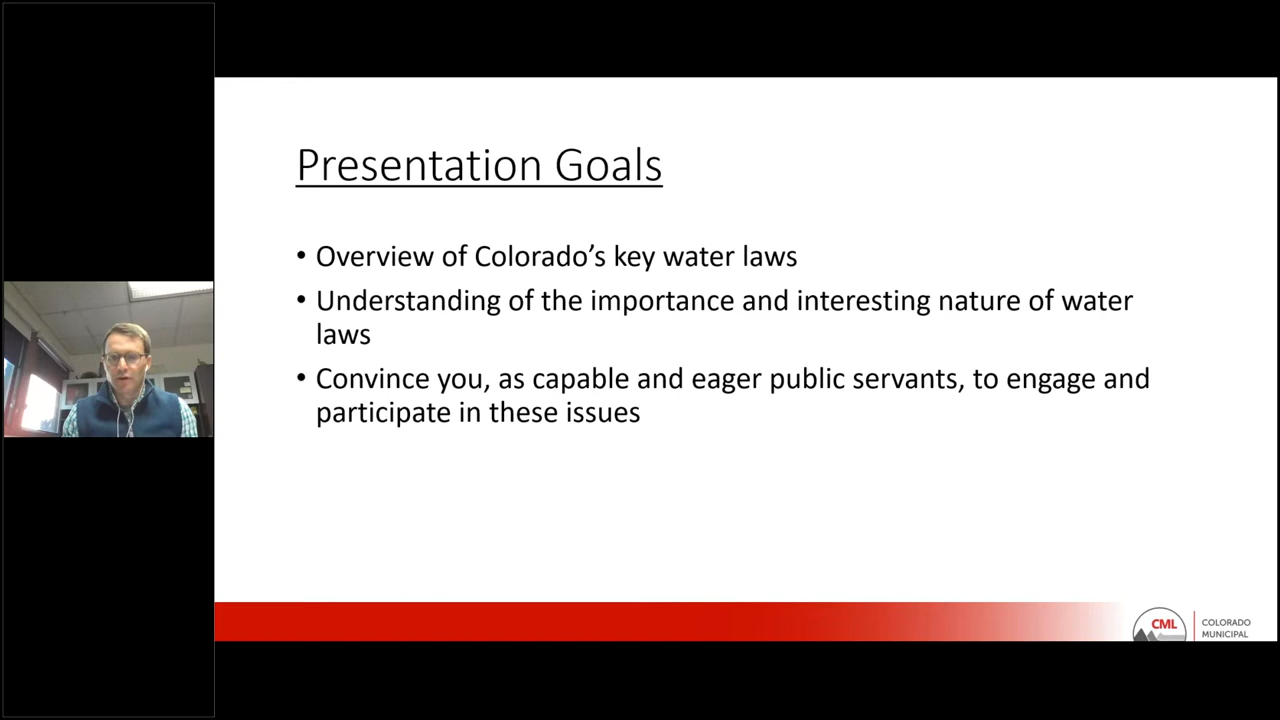 Presentation Goals
• Overview of Colorado’s key water laws
• Understanding of the importance and interesting nature of water
laws
• Convince you, as capable and eager public servants, to engage and
participate in these issues
CML
COLORADO
MUNICIPAL